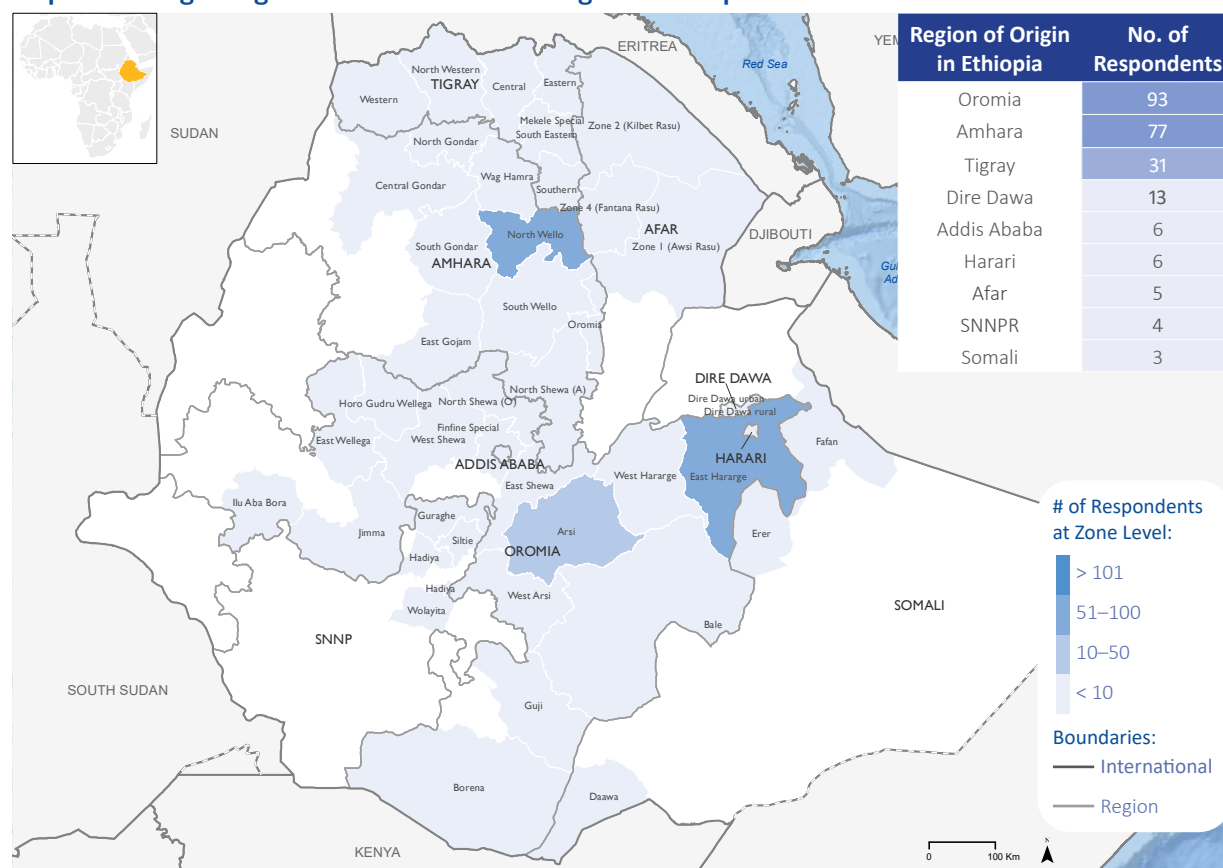 ERITREA
YEM
Red Sea
SUDAN
DJIBOUTI
Gul
Ad
SOUTH SUDAN
KENYA
North Western
TIGRAY
Western
Central
Eastern
Mekele Special
South Eastern
Zone 2 (Kilbet Rasu)
North Gondar
Wag Hamra
Central Gondar
Southern
Zone 4 (Fantana Rasu)
AFAR
North Wello
South Gondar
Zone 1 (Awsi Rasu)
AMHARA
South Wello
Oromia
East Gojam
DIRE DAWA
North Shewa (A)
Dire Dawa urban
Horo Gudru Wellega
North Shewa (O)
Dire Dawa rural
Finfine Special
East Wellega
West Shewa
Fafan
HARARI
ADDIS ABABA
West Hararge
East Hararge
East Shewa
Ilu Aba Bora
Guraghe
Jimma
Siltie
Arsi
Erer
Hadiya
OROMIA
Hadiya
West Arsi
Wolayita
SOMALI
SNNP
Bale
Guji
Borena
Daawa
Region of Origin
in Ethiopia
No. of
Respondents
Oromia 93
Amhara 77
Tigray 31
Dire Dawa 13
Addis Ababa 6
Harari 6
Afar 5
SNNPR 4
Somali 3
# of Respondents
at Zone Level:
> 101
51–100
10–50
< 10
Boundaries:
International
Region
0 100 Km
N